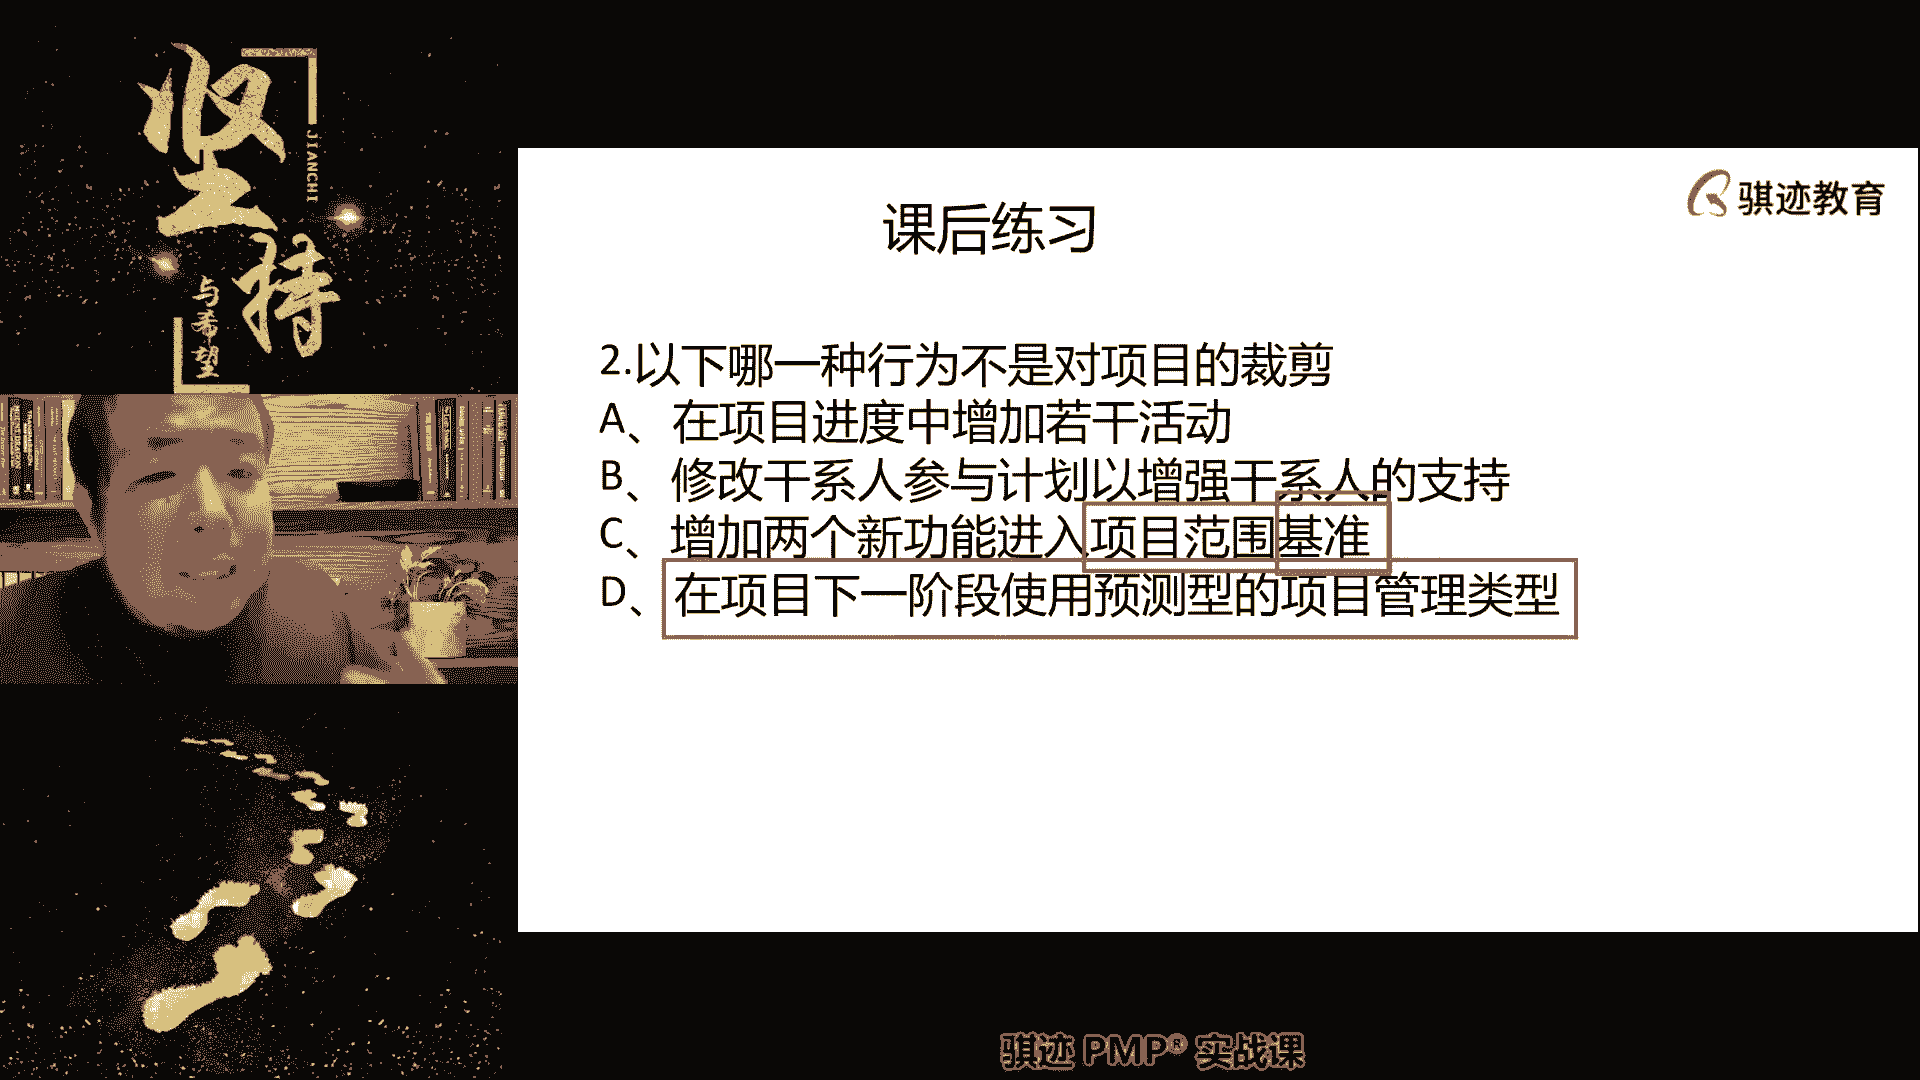 坚持
JIANCHI
与希望
骐迹教育
课后练习
2.以下哪一种行为不是对项目的裁剪
A、在项目进度中增加若干活动
B、修改干系人参与计划以增强干系人的支持
C、增加两个新功能进入项目范围基准
D、在项目下一阶段使用预测型的项目管理类型
骐迹 PMP® 实战课